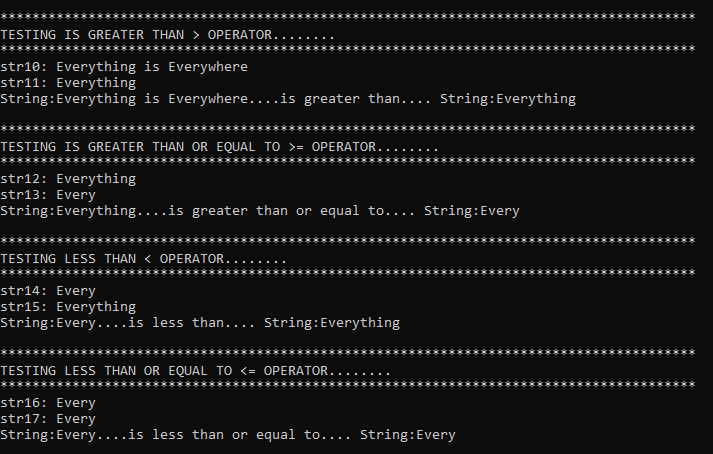 ***************************************************************************************
TESTING IS GREATER THAN > OPERATOR........
***************************************************************************************
str10: Everything is Everywhere
str11: Everything
String:Everything is Everywhere....is greater than.... String:Everything
***************************************************************************************
TESTING IS GREATER THAN OR EQUAL TO >= OPERATOR........
***************************************************************************************
str12: Everything
str13: Every
String:Everything....is greater than or equal to.... String:Every
***************************************************************************************
TESTING LESS THAN < OPERATOR........
***************************************************************************************
str14: Every
str15: Everything
String:Every....is less than.... String:Everything
***************************************************************************************
TESTING LESS THAN OR EQUAL TO <= OPERATOR........
***************************************************************************************
str16: Every
str17: Every
String:Every....is less than or equal to.... String:Every